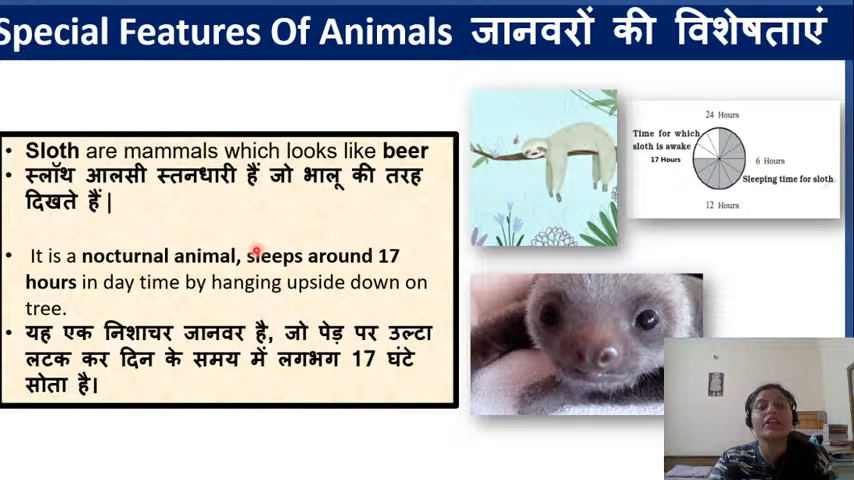 Special Features Of Animals जानवरों की विशेषताएं
• Sloth are mammals which looks like beer
• स्लॉथ आलसी स्तनधारी हैं जो भालू की तरह
दिखते हैं |
• It is a nocturnal animal, sleeps around 17
hours in day time by hanging upside down on
tree.
• यह एक निशाचर जानवर है, जो पेड़ पर उल्टा
लटक कर दिन के समय में लगभग 17 घंटे
सोता है।
24 Hours
Time for which
sloth is awake
17 Hours
6 Hours
Sleeping time for sloth
12 Hours